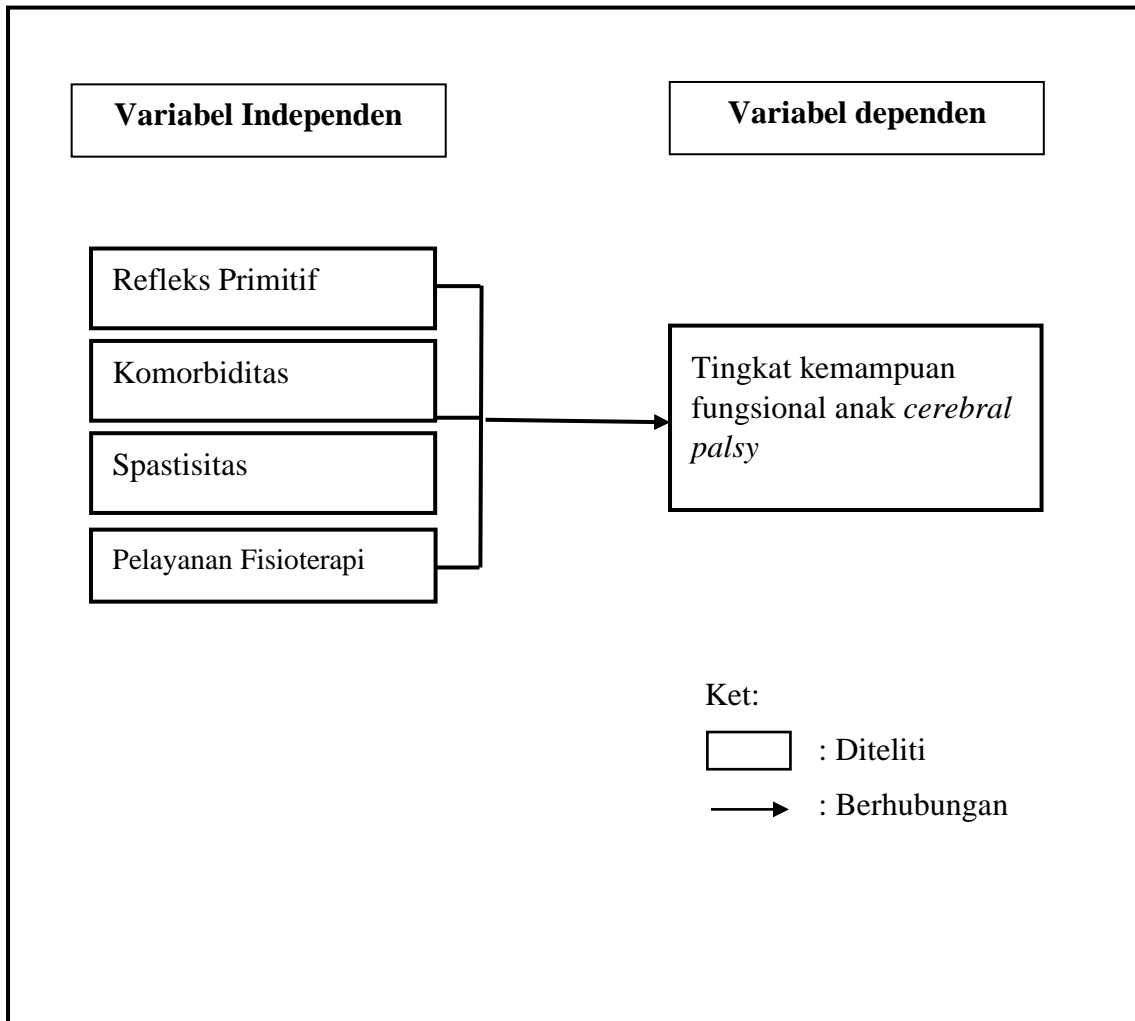 Variabel Independen
Variabel dependen
Refleks Primitif
Komorbiditas
Spastisitas
Pelayanan Fisioterapi
Tingkat kemampuan
fungsional anak cerebral
palsy
Ket:
: Diteliti
: Berhubungan